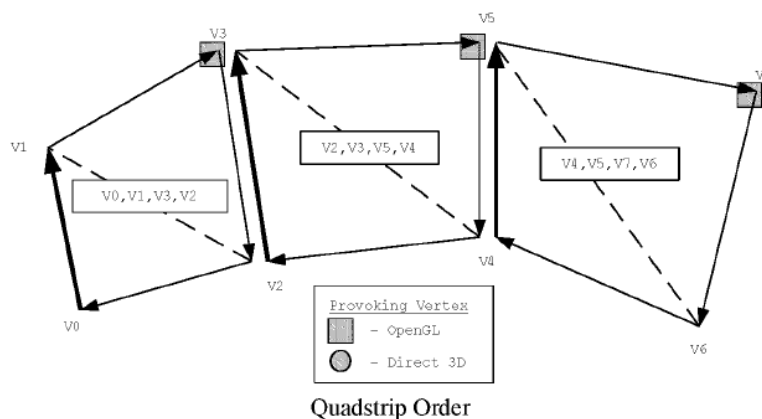 V5
V3
V
V1
V2,V3,V5,V4
V4,V5,V7,V6
V0,V1,V3,V2
V2
V4
V0
Provoking Vertex
- OpenGL
- Direct 3D
V6
Quadstrip Order